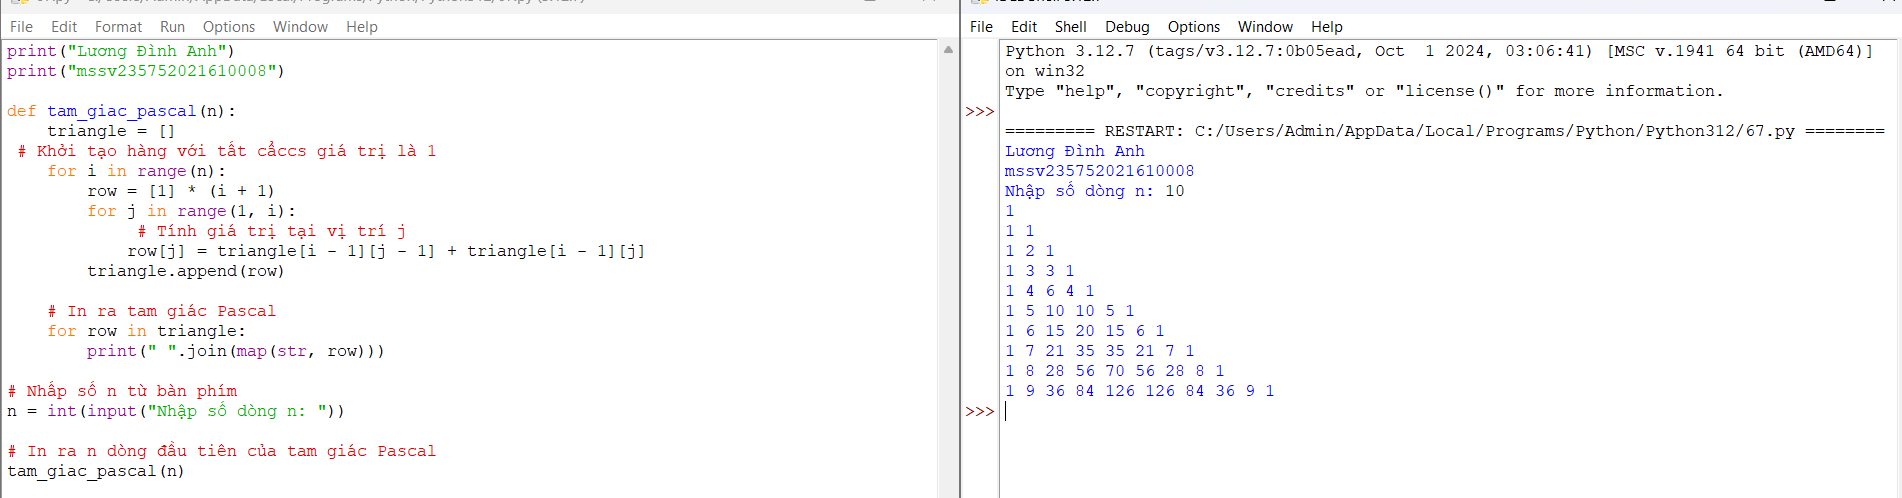 File Edit Format Run Options Window Help
print("Lương Đình Anh")
print("mssv235752021610008")
def tam_giac_pascal(n):
    triangle = []
 # Khởi tạo hàng với tất cảccs giá trị là 1
    for i in range(n):
        row = [1] * (i + 1)
        for j in range(1, i):
             # Tính giá trị tại vị trí j
            row[j] = triangle[i - 1][j - 1] + triangle[i - 1][j]
        triangle.append(row)
    # In ra tam giác Pascal
    for row in triangle:
        print(" ".join(map(str, row)))
# Nhấp số n từ bàn phím
n = int(input("Nhập số dòng n: "))
# In ra n dòng đầu tiên của tam giác Pascal
tam_giac_pascal(n)
File Edit Shell Debug Options Window Help
Python 3.12.7 (tags/v3.12.7:0b05ead, Oct  1 2024, 03:06:41) [MSC v.1941 64 bit (AMD64)]
on win32
Type "help", "copyright", "credits" or "license()" for more information.
>>>
========= RESTART: C:/Users/Admin/AppData/Local/Programs/Python/Python312/67.py ========
Lương Đình Anh
mssv235752021610008
Nhập số dòng n: 10
1
1 1
1 2 1
1 3 3 1
1 4 6 4 1
1 5 10 10 5 1
1 6 15 20 15 6 1
1 7 21 35 35 21 7 1
1 8 28 56 70 56 28 8 1
1 9 36 84 126 126 84 36 9 1
>>>